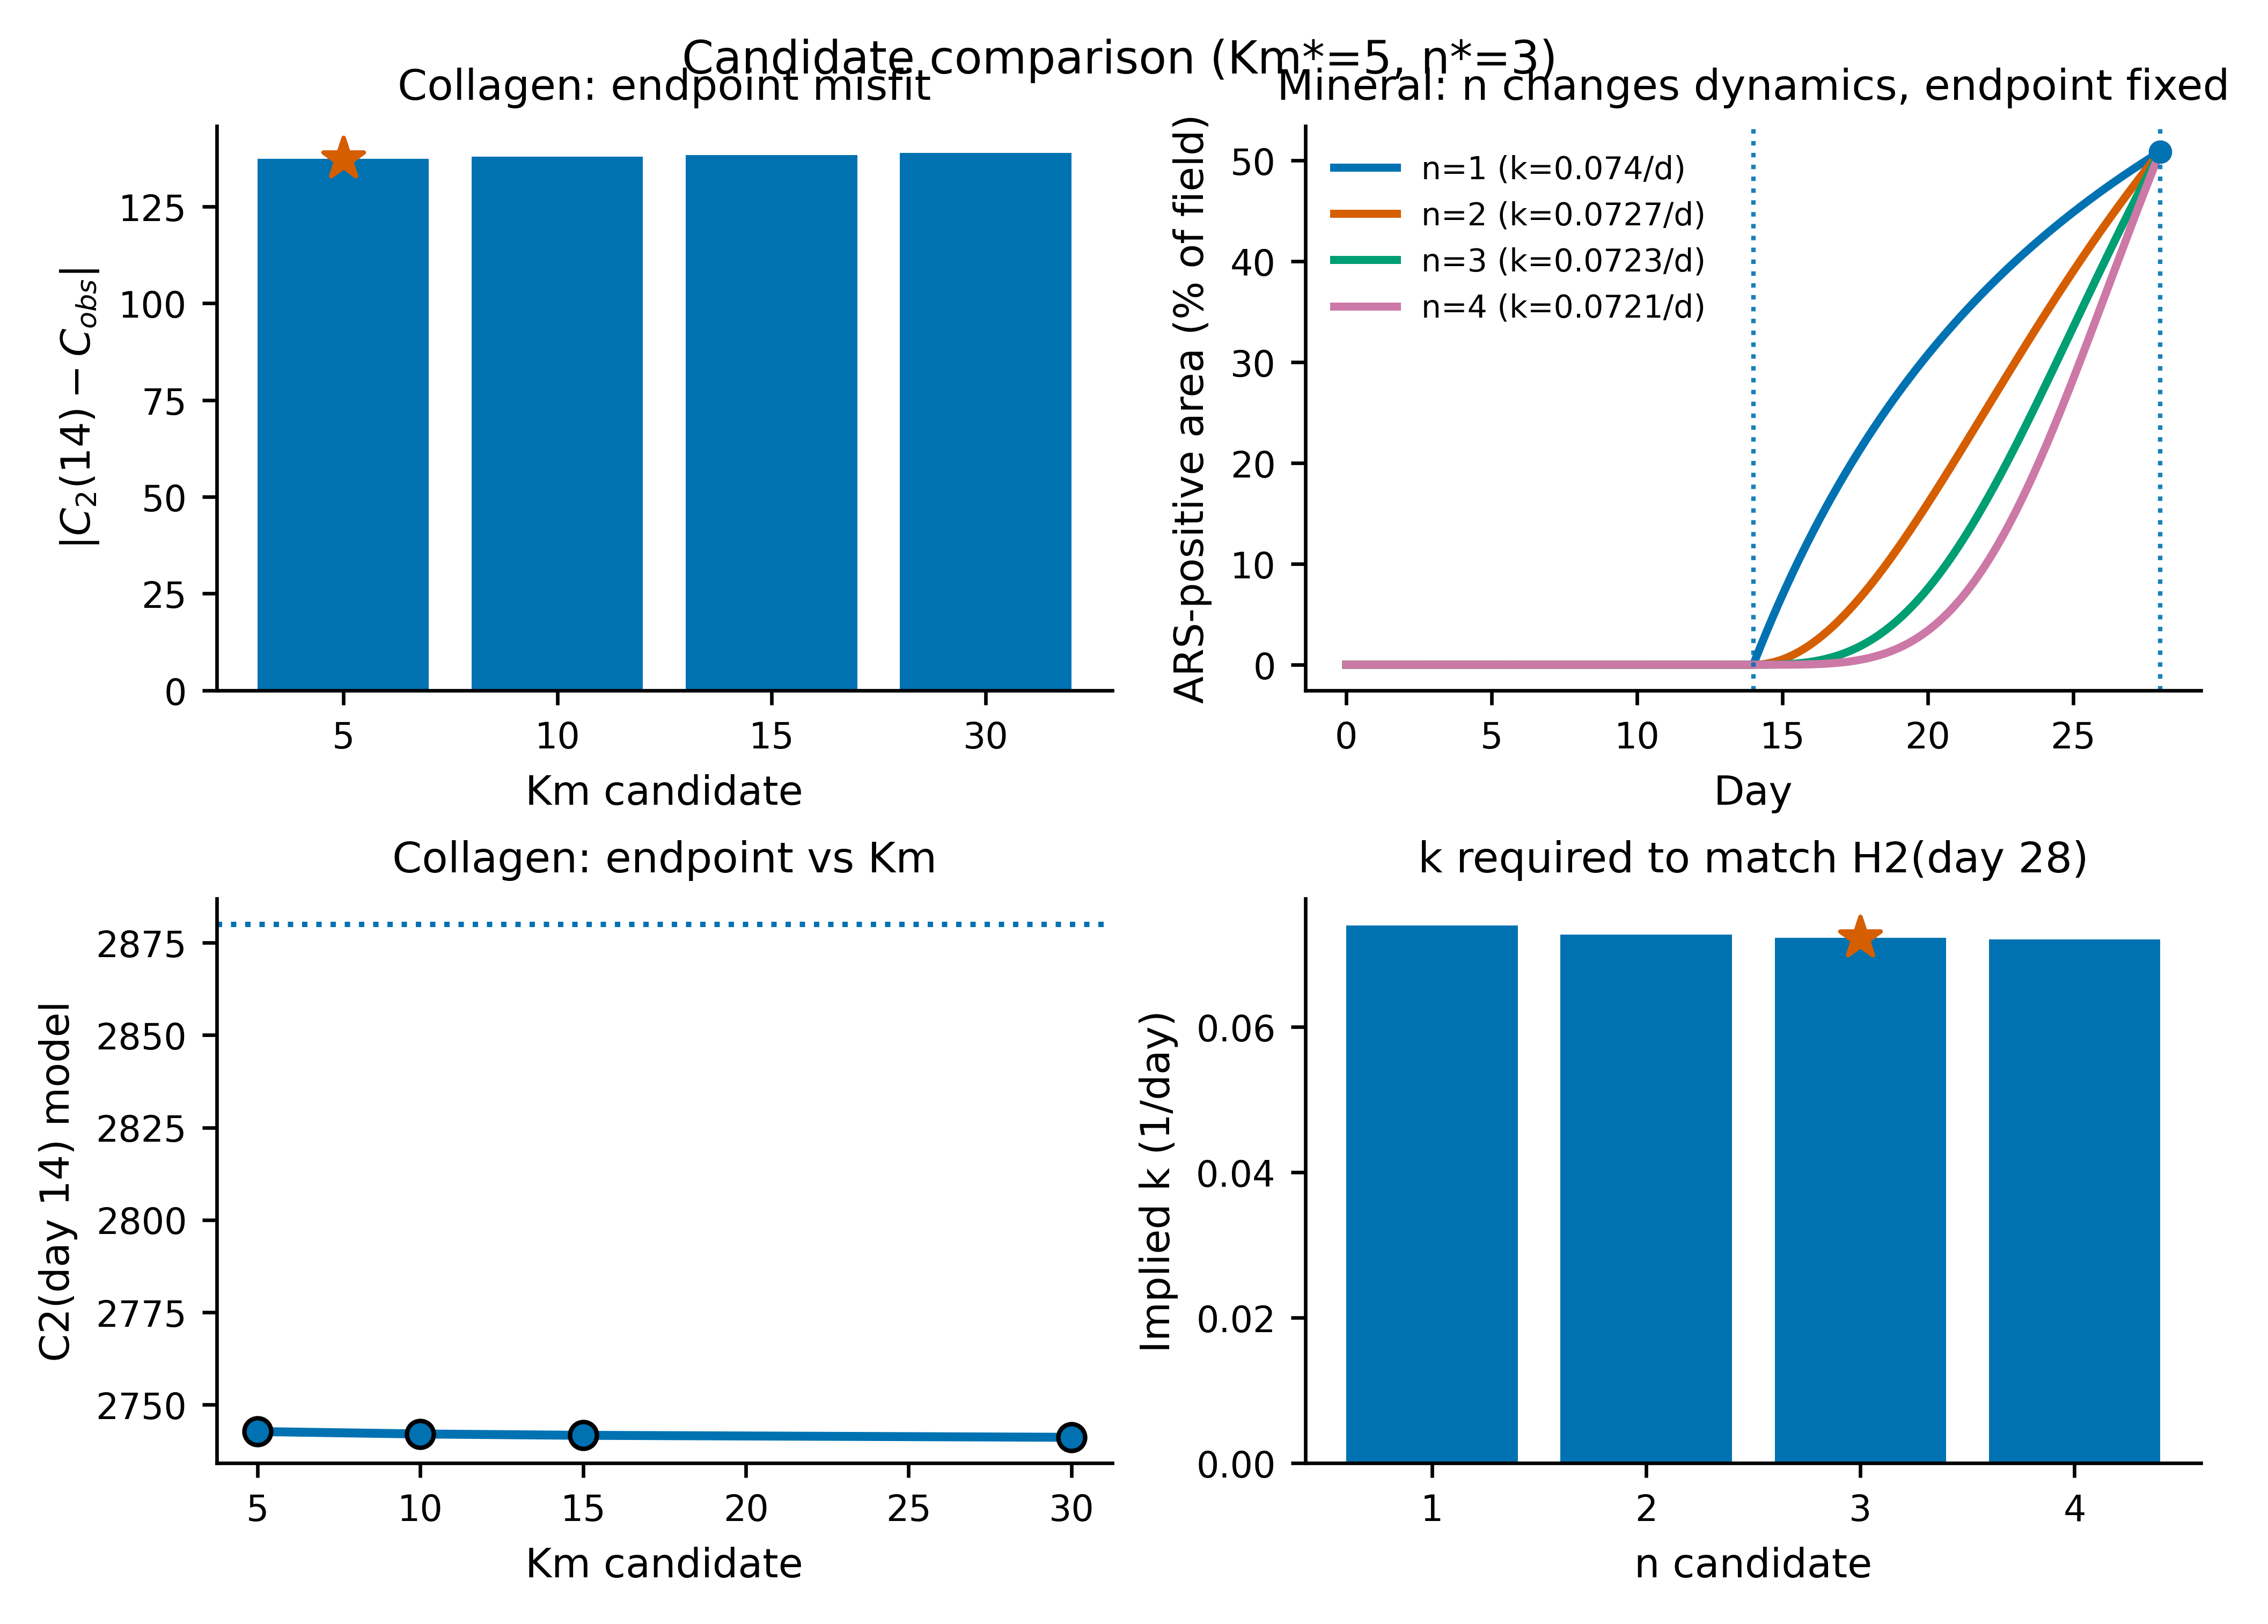 Candidate comparison (Km*=5, n*=3)
Collagen: endpoint misfit
|C₂(14) − C_obs|
125
100
75
50
25
0
5 10 15 30
Km candidate
Mineral: n changes dynamics, endpoint fixed
ARS-positive area (% of field)
50
40
30
20
10
0
n=1 (k=0.074/d)
n=2 (k=0.0727/d)
n=3 (k=0.0723/d)
n=4 (k=0.0721/d)
0 5 10 15 20 25
Day
Collagen: endpoint vs Km
C2(day 14) model
2875
2850
2825
2800
2775
2750
5 10 15 20 25 30
Km candidate
k required to match H2(day 28)
Implied k (1/day)
0.06
0.04
0.02
0.00
1 2 3 4
n candidate